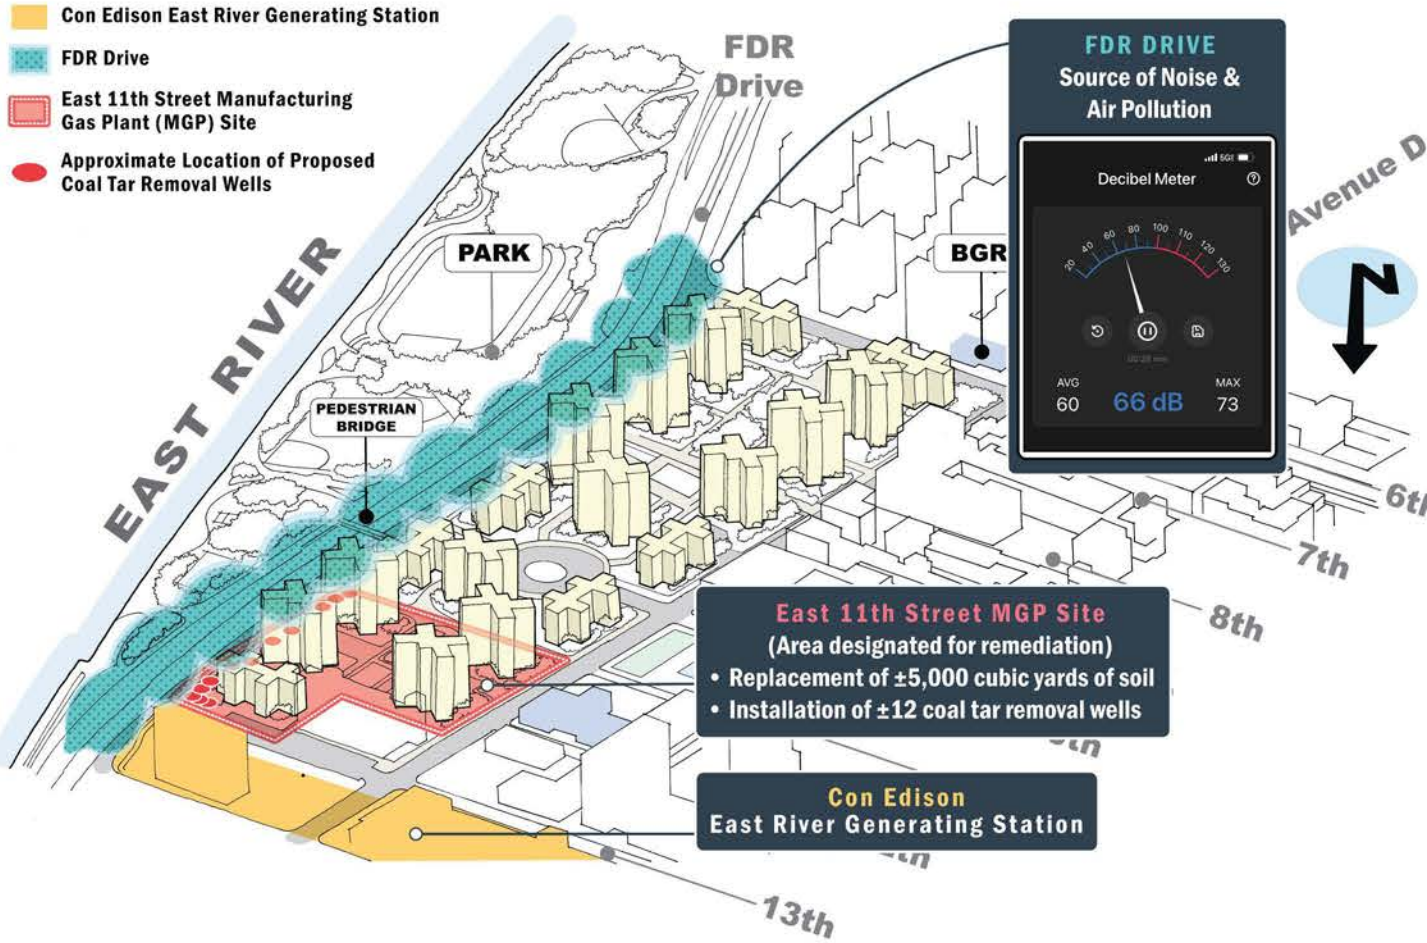 Con Edison East River Generating Station
FDR Drive
East 11th Street Manufacturing
Gas Plant (MGP) Site
Approximate Location of Proposed
Coal Tar Removal Wells
FDR
Drive
FDR DRIVE
Source of Noise &
Air Pollution
5G
Decibel Meter
20 40 60 80 100 110 120 130
AVG
60
66 dB
MAX
73
Avenue D
PARK
BGR
PEDESTRIAN
BRIDGE
EAST RIVER
6th
7th
8th
East 11th Street MGP Site
(Area designated for remediation)
• Replacement of ±5,000 cubic yards of soil
• Installation of ±12 coal tar removal wells
Con Edison
East River Generating Station
13th